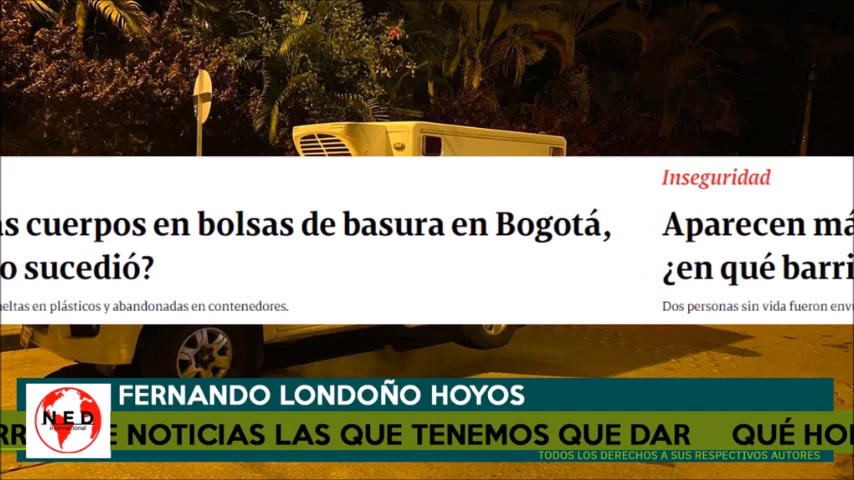 Inseguridad
s cuerpos en bolsas de basura en Bogotá,
o sucedió?
ueltas en plásticos y abandonadas en contenedores.
Aparecen má
¿en qué barri
Dos personas sin vida fueron env
FERNANDO LONDOÑO HOYOS
NED
international
E NOTICIAS LAS QUE TENEMOS QUE DAR QUÉ HO
TODOS LOS DERECHOS A SUS RESPECTIVOS AUTORES